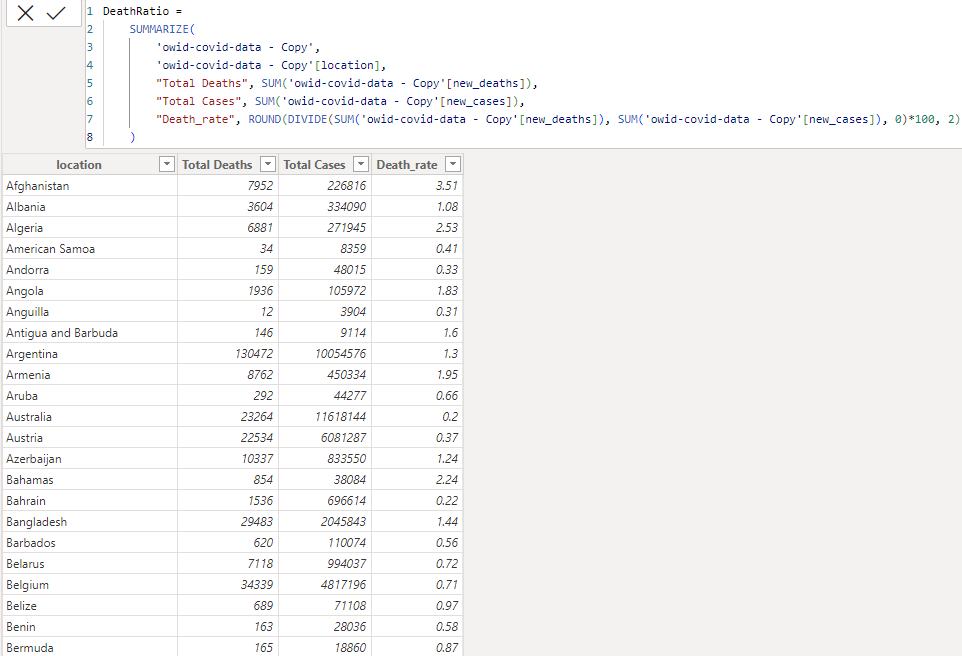 1 DeathRatio =
2 SUMMARIZE(
3 'owid-covid-data - Copy',
4 'owid-covid-data - Copy'[location],
5 "Total Deaths", SUM('owid-covid-data - Copy'[new_deaths]),
6 "Total Cases", SUM('owid-covid-data - Copy'[new_cases]),
7 "Death_rate", ROUND(DIVIDE(SUM('owid-covid-data - Copy'[new_deaths]), SUM('owid-covid-data - Copy'[new_cases]), 0)*100, 2)
8 )
location Total Deaths Total Cases Death_rate
Afghanistan 7952 226816 3.51
Albania 3604 334090 1.08
Algeria 6881 271945 2.53
American Samoa 34 8359 0.41
Andorra 159 48015 0.33
Angola 1936 105972 1.83
Anguilla 12 3904 0.31
Antigua and Barbuda 146 9114 1.6
Argentina 130472 10054576 1.3
Armenia 8762 450334 1.95
Aruba 292 44277 0.66
Australia 23264 11618144 0.2
Austria 22534 6081287 0.37
Azerbaijan 10337 833550 1.24
Bahamas 854 38084 2.24
Bahrain 1536 696614 0.22
Bangladesh 29483 2045843 1.44
Barbados 620 110074 0.56
Belarus 7118 994037 0.72
Belgium 34339 4817196 0.71
Belize 689 71108 0.97
Benin 163 28036 0.58
Bermuda 165 18860 0.87